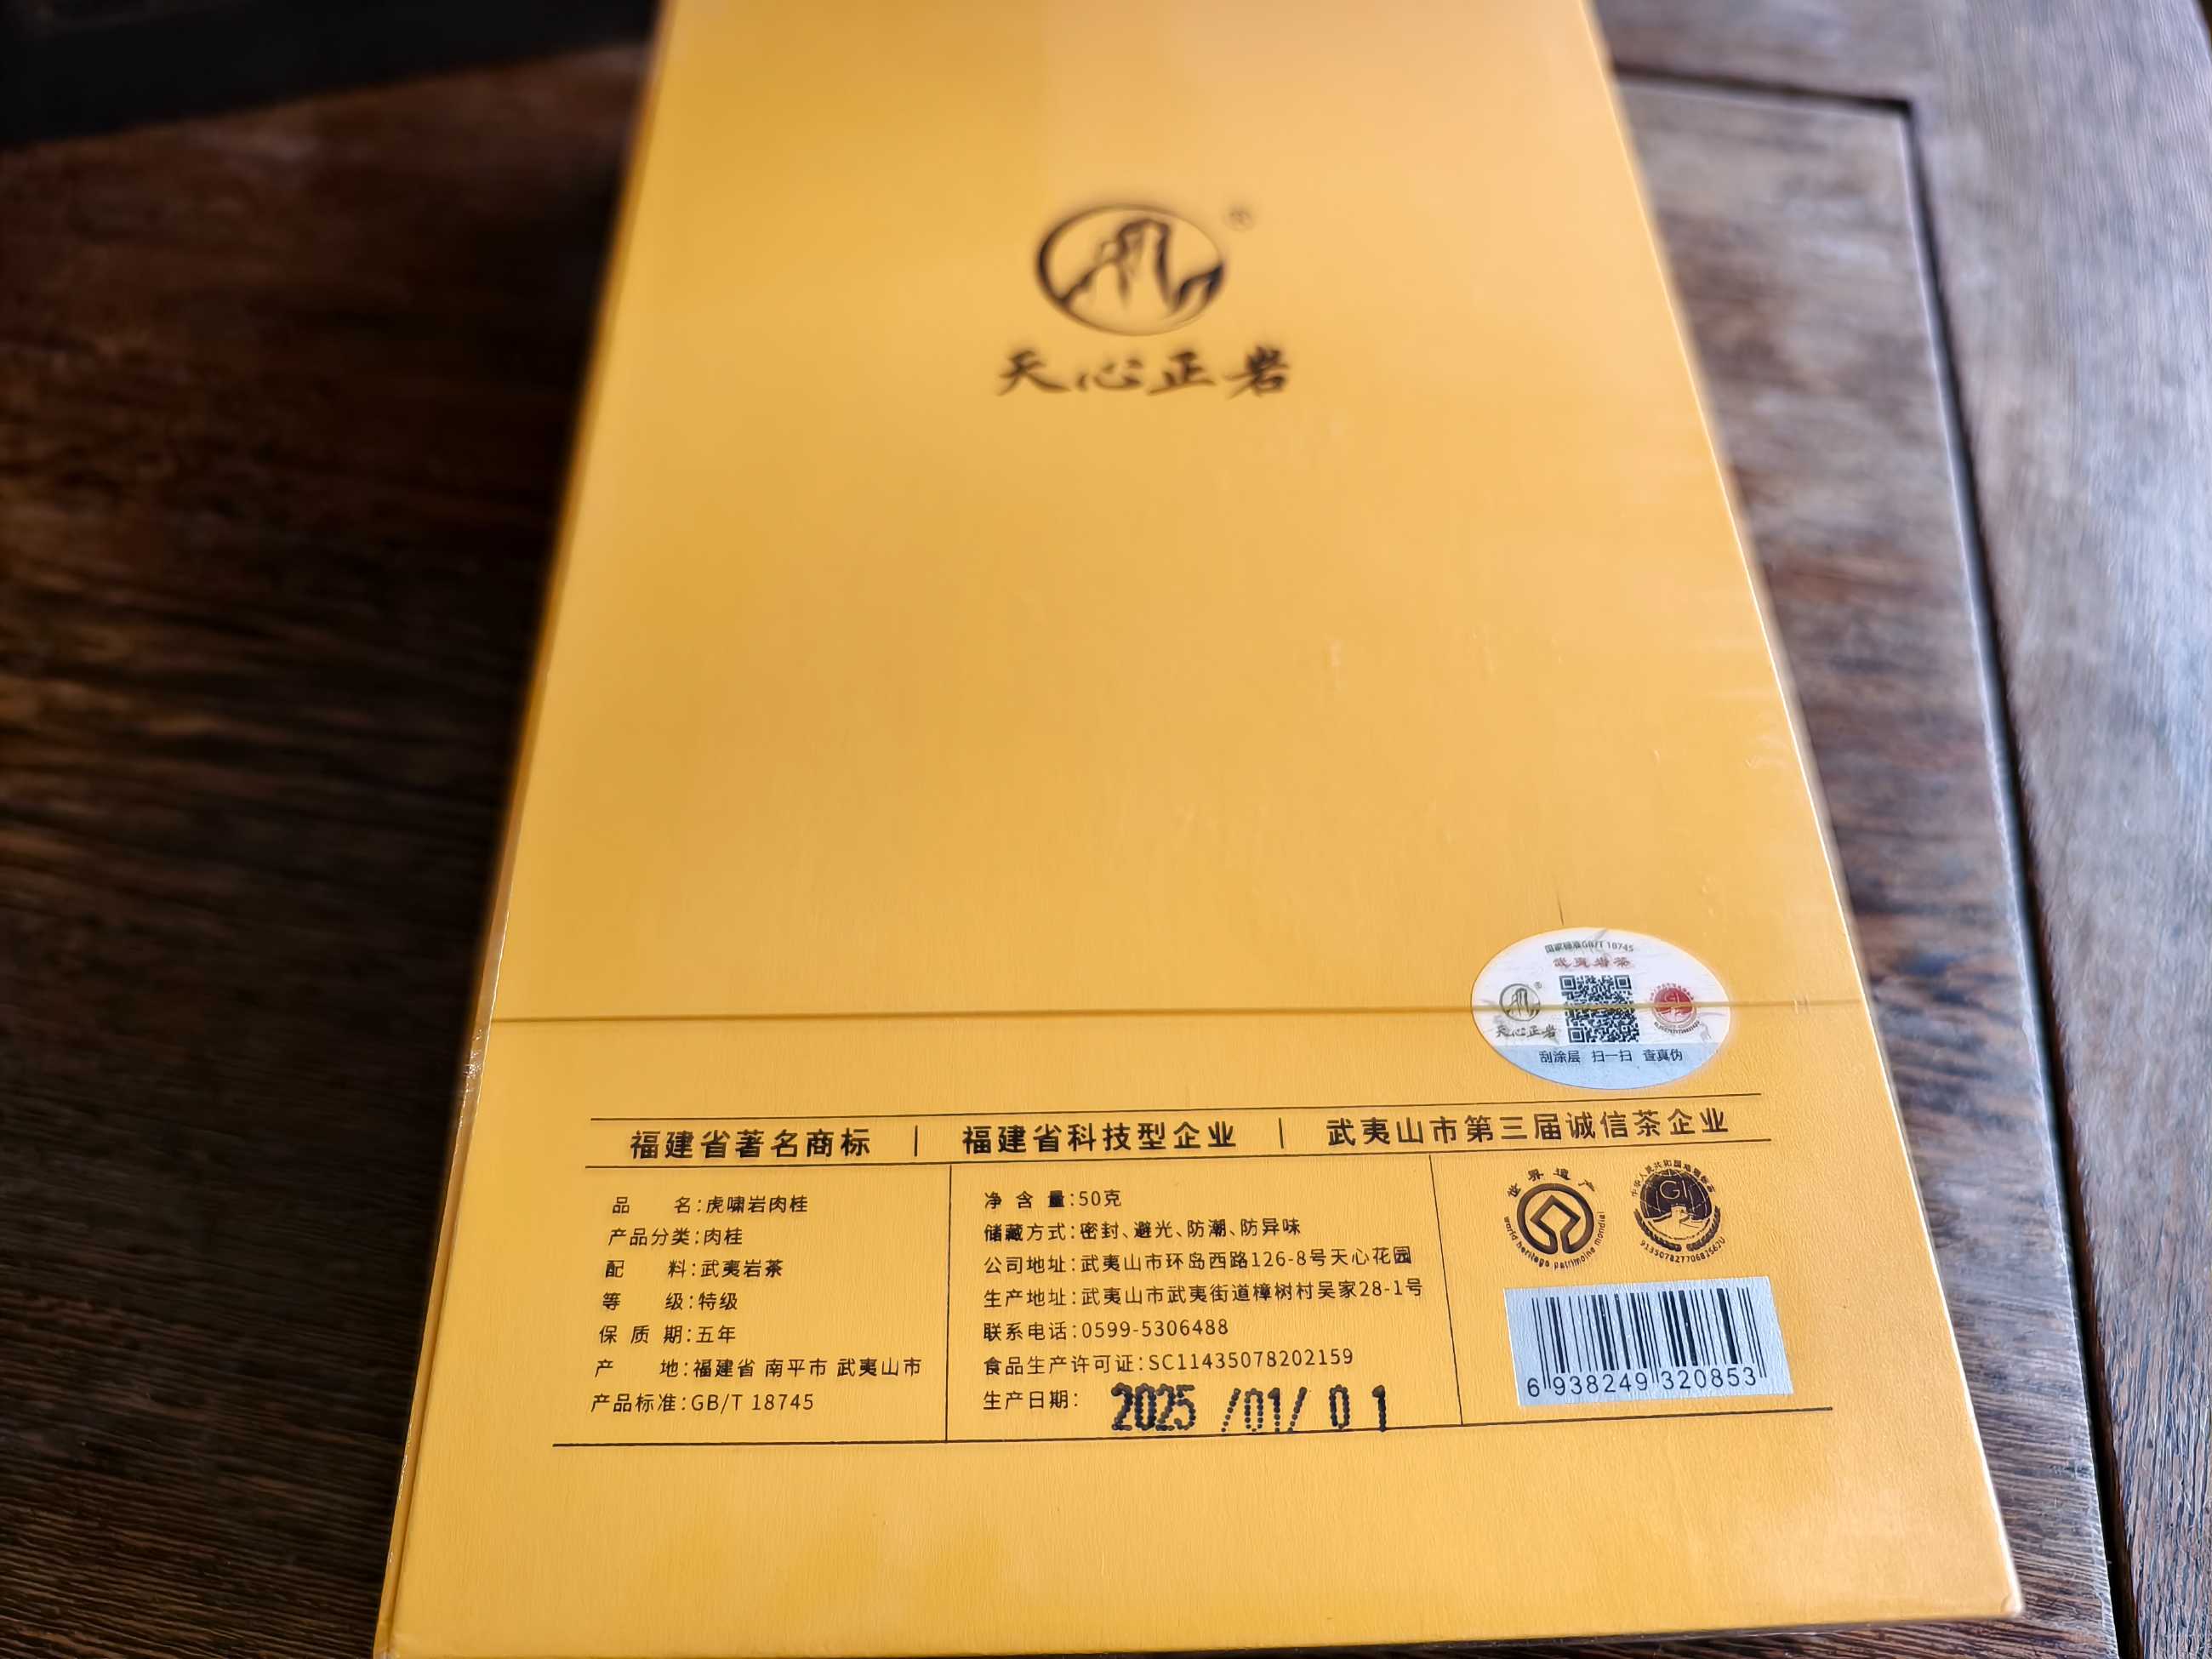 ®
天心正岩
国家标准GB/T 18745
武夷岩茶
天心正岩
刮涂层 扫一扫 查真伪
福建省著名商标 | 福建省科技型企业 | 武夷山市第三届诚信茶企业
品 名:虎啸岩肉桂
产品分类:肉桂
配 料:武夷岩茶
等 级:特级
保 质 期:五年
产 地:福建省 南平市 武夷山市
产品标准:GB/T 18745
净 含 量:50克
储藏方式:密封、避光、防潮、防异味
公司地址:武夷山市环岛西路126-8号天心花园
生产地址:武夷山市武夷街道樟树村吴家28-1号
联系电话:0599-5306488
食品生产许可证:SC11435078202159
生产日期: 2025 /01/ 01
世界遗产
world heritage patrimoine mondial
GI
6 938249 320853